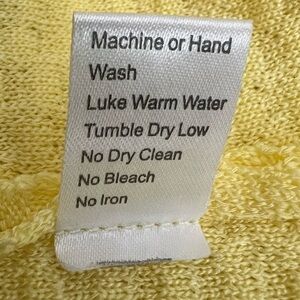 Machine or Hand
Wash
Luke Warm Water
Tumble Dry Low
No Dry Clean
No Bleach
No Iron